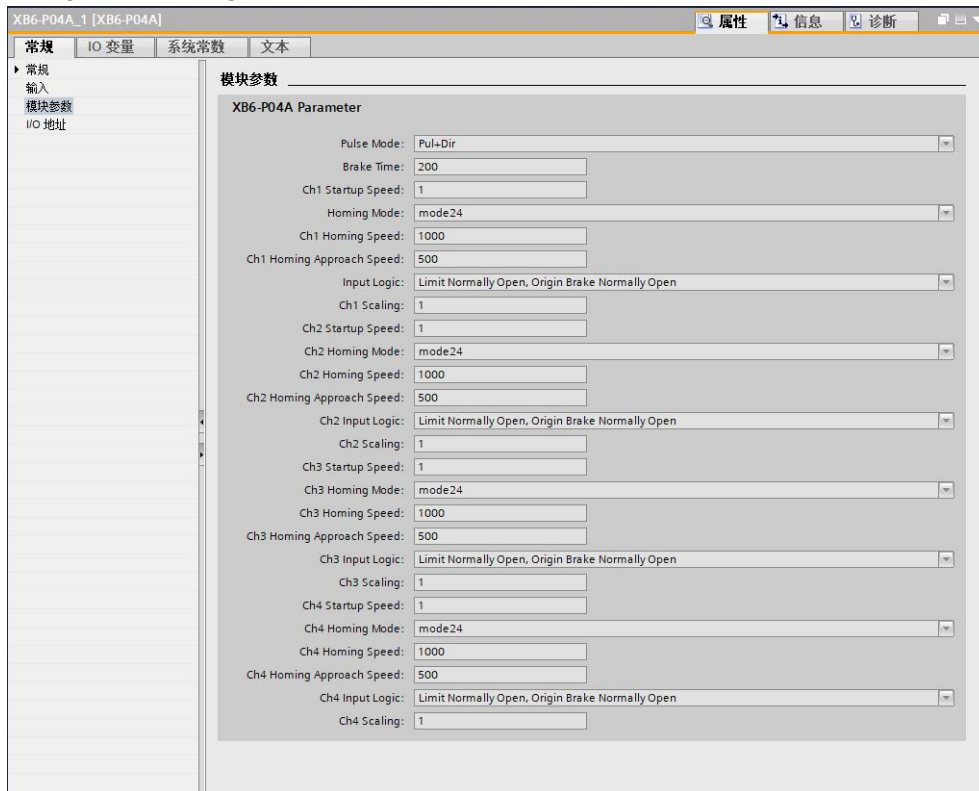 XB6-P04A_1 [XB6-P04A]
属性 信息 诊断
常规 IO 变量 系统常数 文本
常规
输入
模块参数
I/O 地址
模块参数
XB6-P04A Parameter
Pulse Mode: Pul+Dir
Brake Time: 200
Ch1 Startup Speed: 1
Homing Mode: mode24
Ch1 Homing Speed: 1000
Ch1 Homing Approach Speed: 500
Input Logic: Limit Normally Open, Origin Brake Normally Open
Ch1 Scaling: 1
Ch2 Startup Speed: 1
Ch2 Homing Mode: mode24
Ch2 Homing Speed: 1000
Ch2 Homing Approach Speed: 500
Ch2 Input Logic: Limit Normally Open, Origin Brake Normally Open
Ch2 Scaling: 1
Ch3 Startup Speed: 1
Ch3 Homing Mode: mode24
Ch3 Homing Speed: 1000
Ch3 Homing Approach Speed: 500
Ch3 Input Logic: Limit Normally Open, Origin Brake Normally Open
Ch3 Scaling: 1
Ch4 Startup Speed: 1
Ch4 Homing Mode: mode24
Ch4 Homing Speed: 1000
Ch4 Homing Approach Speed: 500
Ch4 Input Logic: Limit Normally Open, Origin Brake Normally Open
Ch4 Scaling: 1